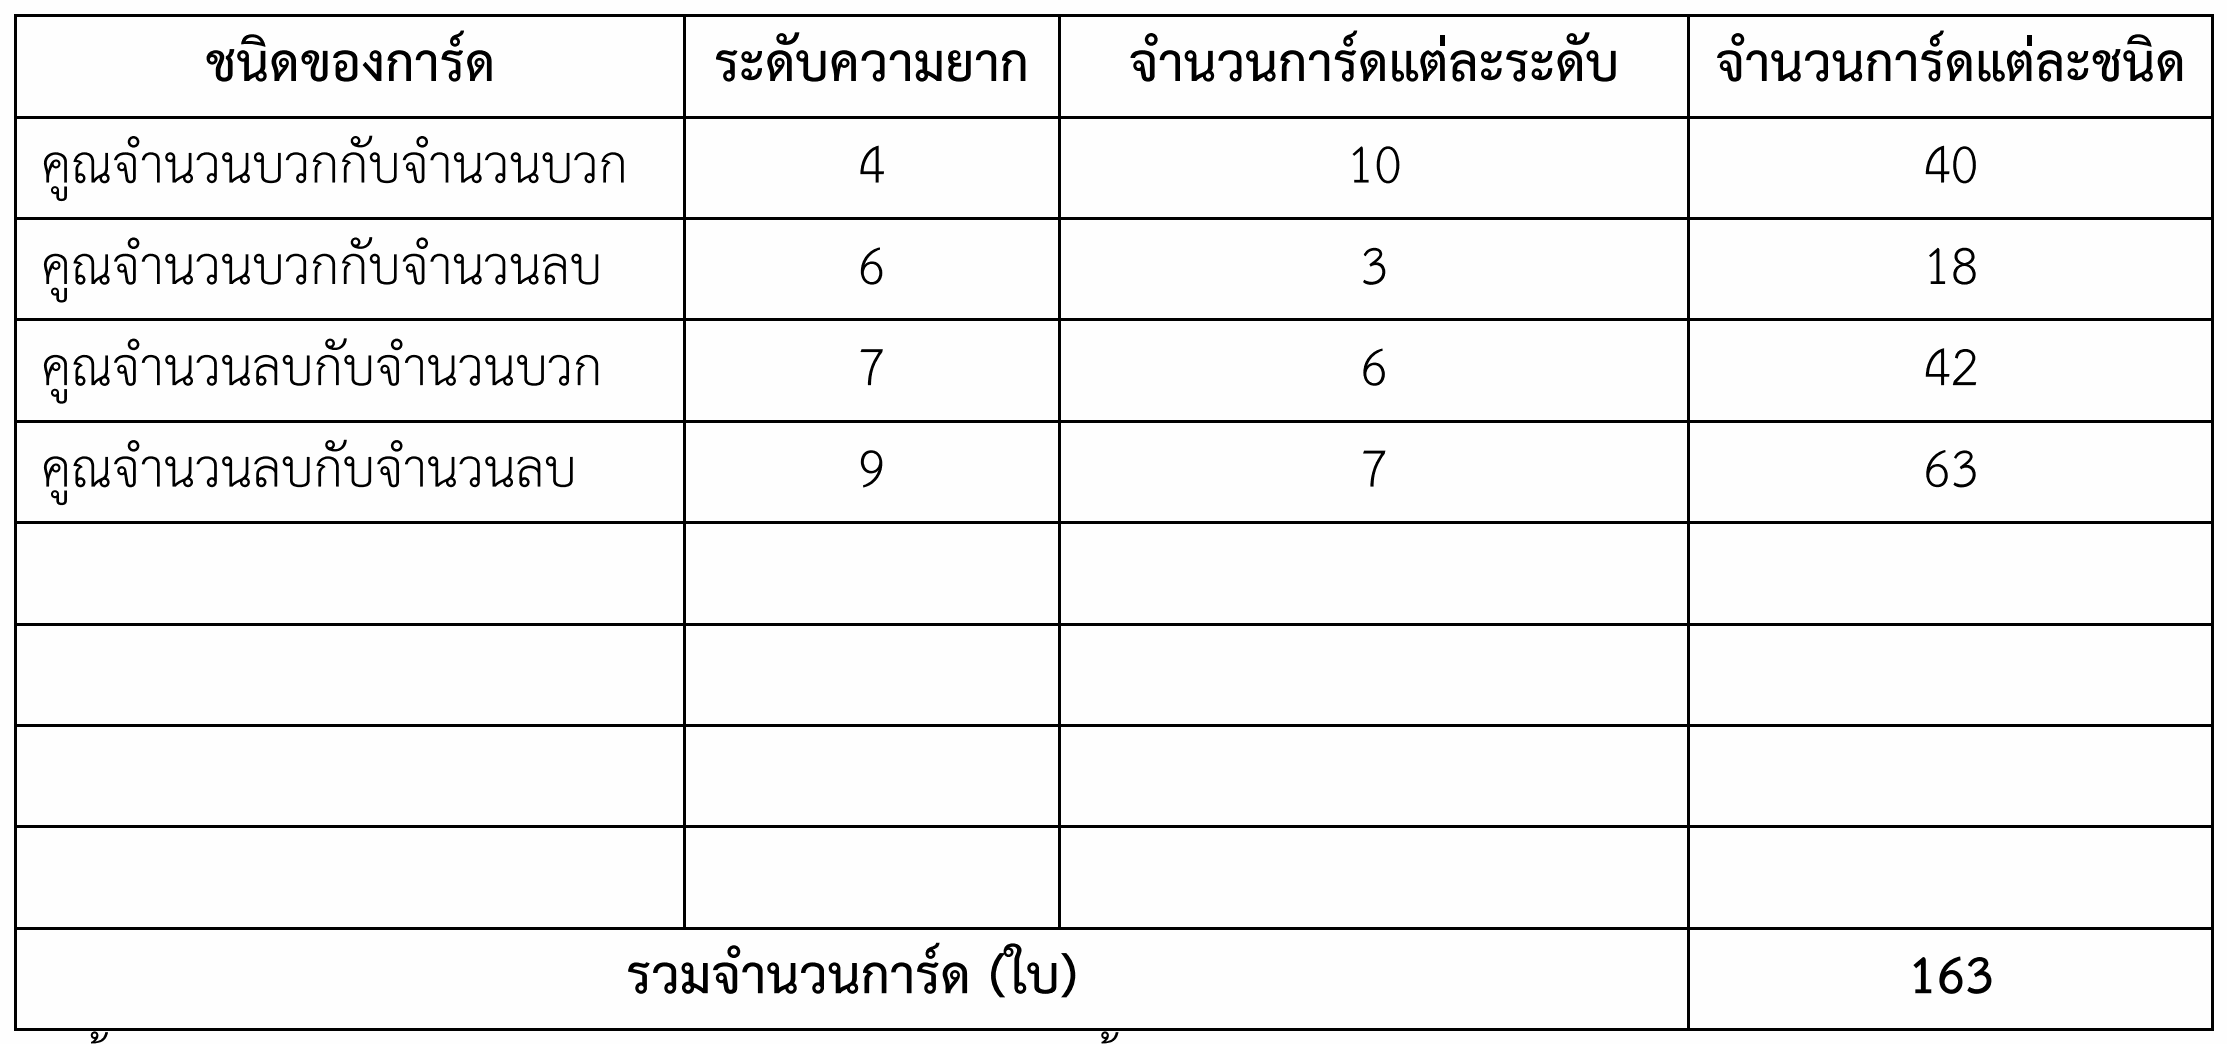 ชนิดของการ์ด ระดับความยาก จำนวนการ์ดแต่ละระดับ จำนวนการ์ดแต่ละชนิด
คูณจำนวนบวกกับจำนวนบวก 4 10 40
คูณจำนวนบวกกับจำนวนลบ 6 3 18
คูณจำนวนลบกับจำนวนบวก 7 6 42
คูณจำนวนลบกับจำนวนลบ 9 7 63
รวมจำนวนการ์ด (ใบ) 163